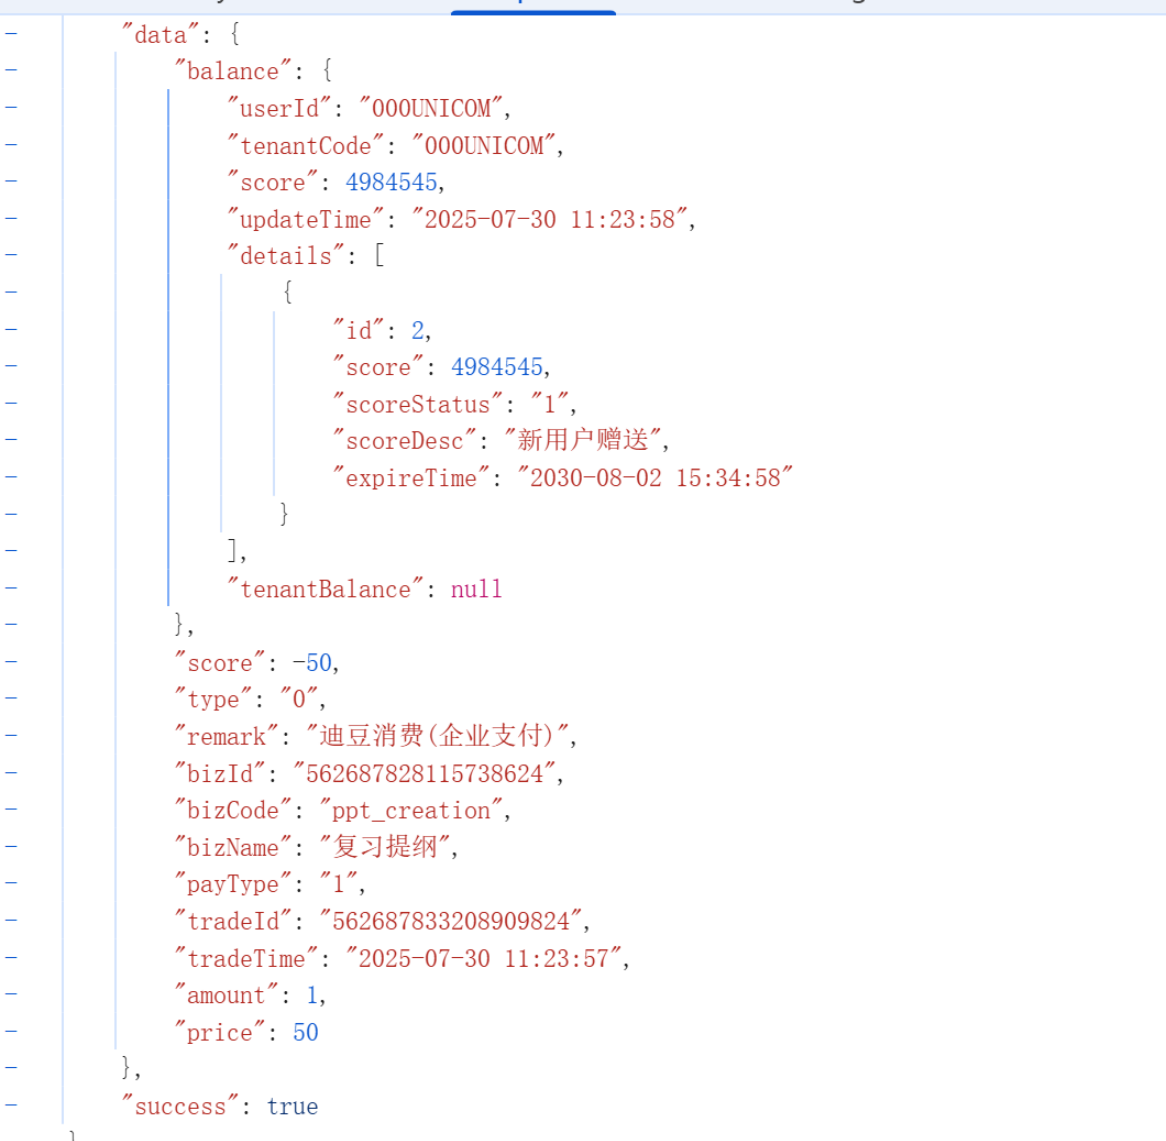 "data": {
"balance": {
"userId": "000UNICOM",
"tenantCode": "000UNICOM",
"score": 4984545,
"updateTime": "2025-07-30 11:23:58",
"details": [
{
"id": 2,
"score": 4984545,
"scoreStatus": "1",
"scoreDesc": "新用户赠送",
"expireTime": "2030-08-02 15:34:58"
}
],
"tenantBalance": null
},
"score": -50,
"type": "0",
"remark": "迪豆消费(企业支付)",
"bizId": "562687828115738624",
"bizCode": "ppt_creation",
"bizName": "复习提纲",
"payType": "1",
"tradeId": "562687833208909824",
"tradeTime": "2025-07-30 11:23:57",
"amount": 1,
"price": 50
},
"success": true
}